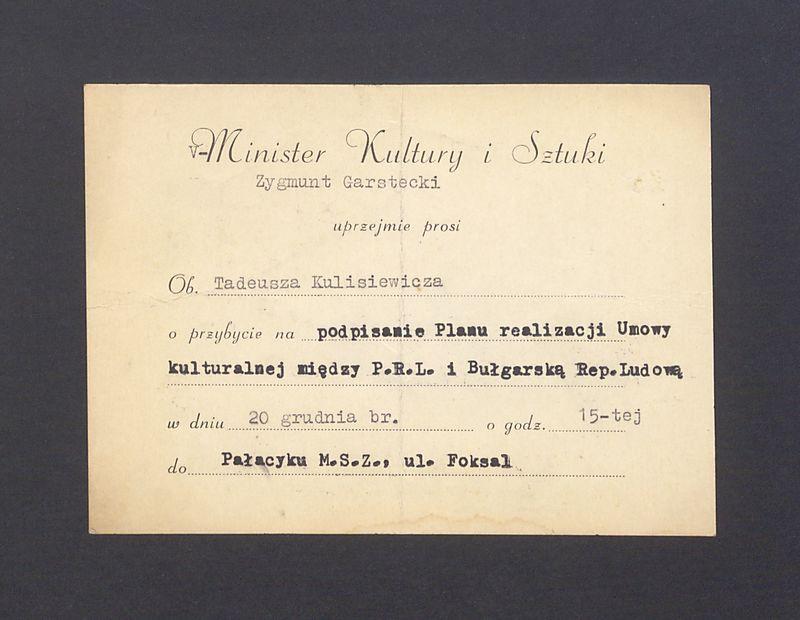 V-Minister Kultury i Sztuki
Zygmunt Garstecki
uprzejmie prosi
Ob. Tadeusza Kulisiewicza
o przybycie na podpisanie Planu realizacji Umowy
kulturalnej między P.R.L. i Bułgarską Rep.Ludową
w dniu 20 grudnia br. o godz. 15-tej
do Pałacyku M.S.Z., ul. Foksal